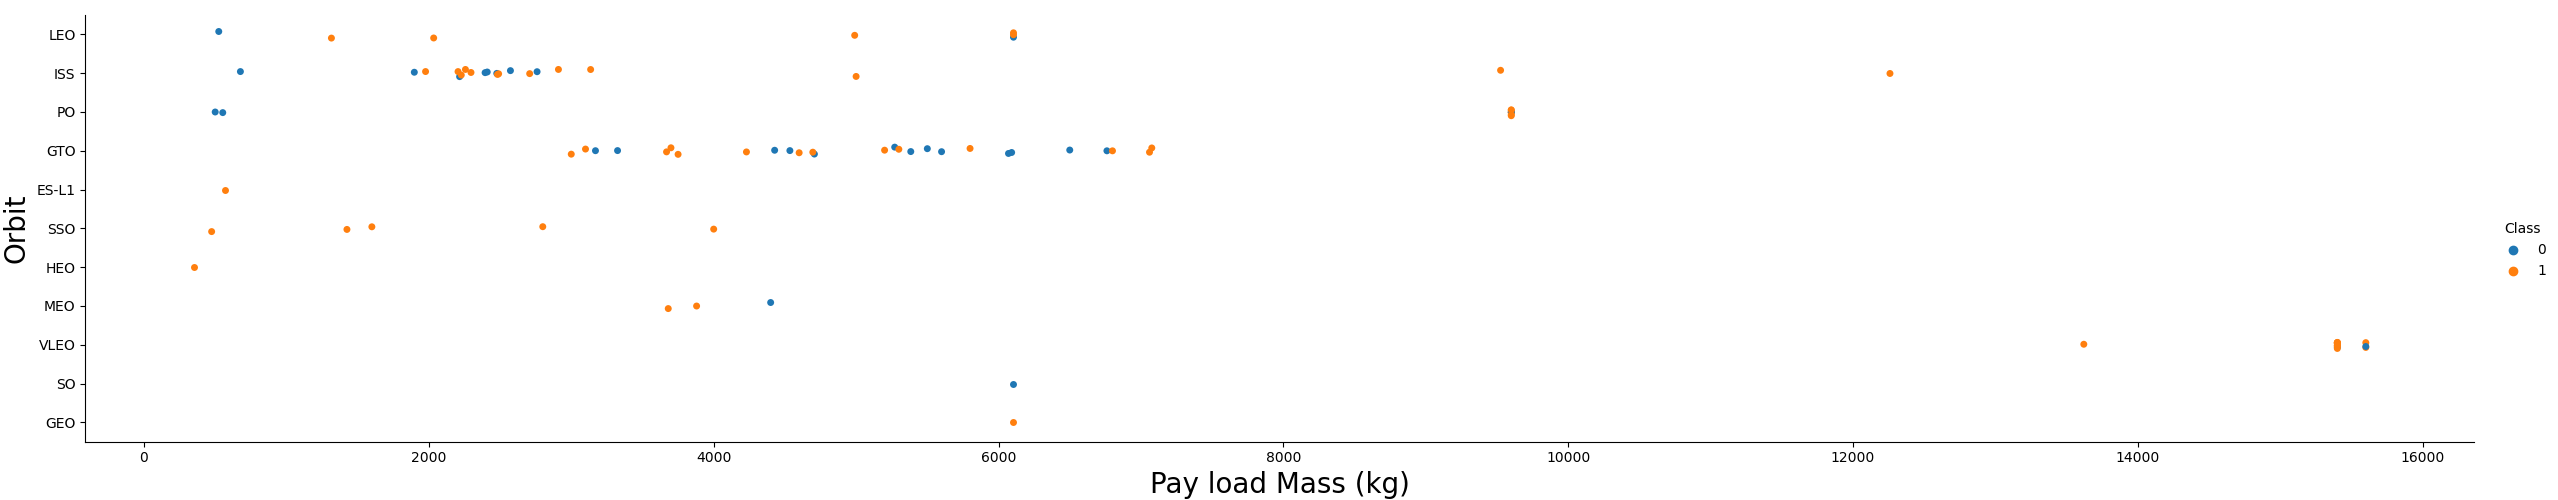 Orbit
LEO
ISS
PO
GTO
ES-L1
SSO
HEO
MEO
VLEO
SO
GEO
0 2000 4000 6000 8000 10000 12000 14000 16000
Pay load Mass (kg)
Class
0
1